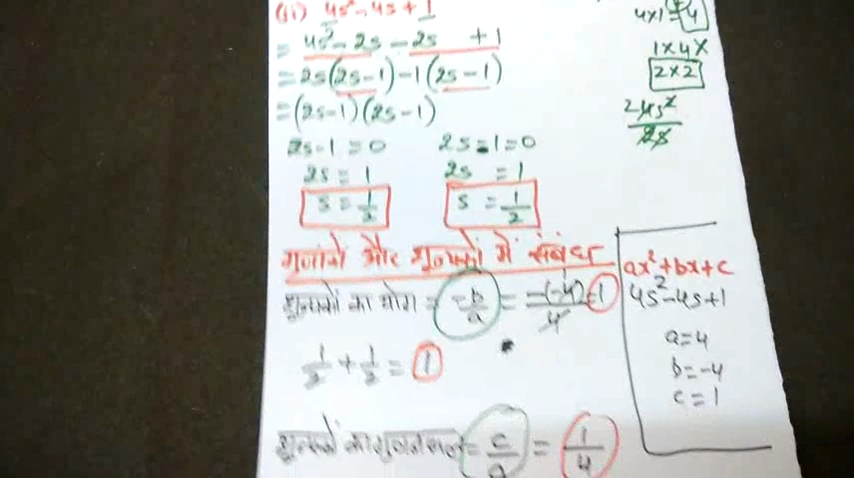 (ii) 4s² - 4s + 1
= 4s² - 2s - 2s + 1
= 2s(2s-1) - 1(2s-1)
= (2s-1)(2s-1)
2s-1=0 2s-1=0
2s = 1 2s = 1
s = 1/2 s = 1/2
गुणांकों और शून्यकों में संबंध
शून्यकों का योग = -b/a = -(-4)/4 = 1
1/2 + 1/2 = 1
शून्यकों का गुणनफल = c/a = 1/4
4×1=4
1×4×
2×2
4s²/2s
ax²+bx+c
4s²-4s+1
a=4
b=-4
c=1